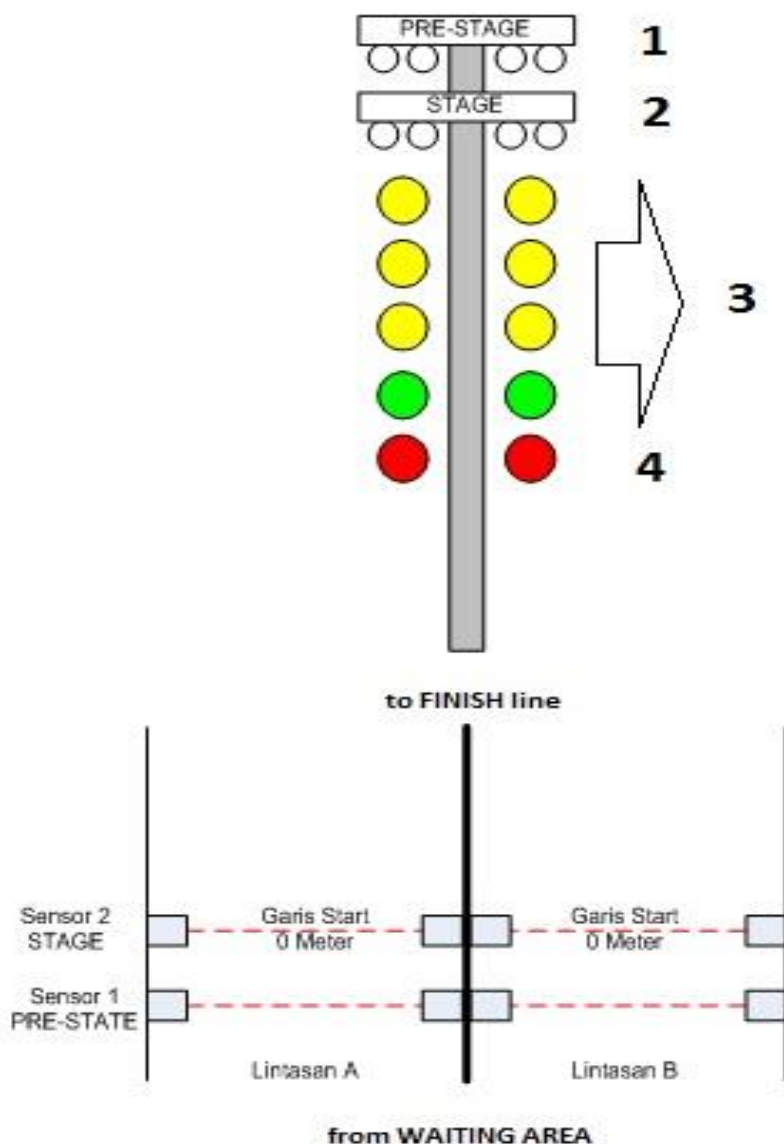 PRE-STAGE
1
STAGE
2
3
4
to FINISH line
Sensor 2
STAGE
Garis Start
0 Meter
Garis Start
0 Meter
Sensor 1
PRE-STATE
Lintasan A
Lintasan B
from WAITING AREA